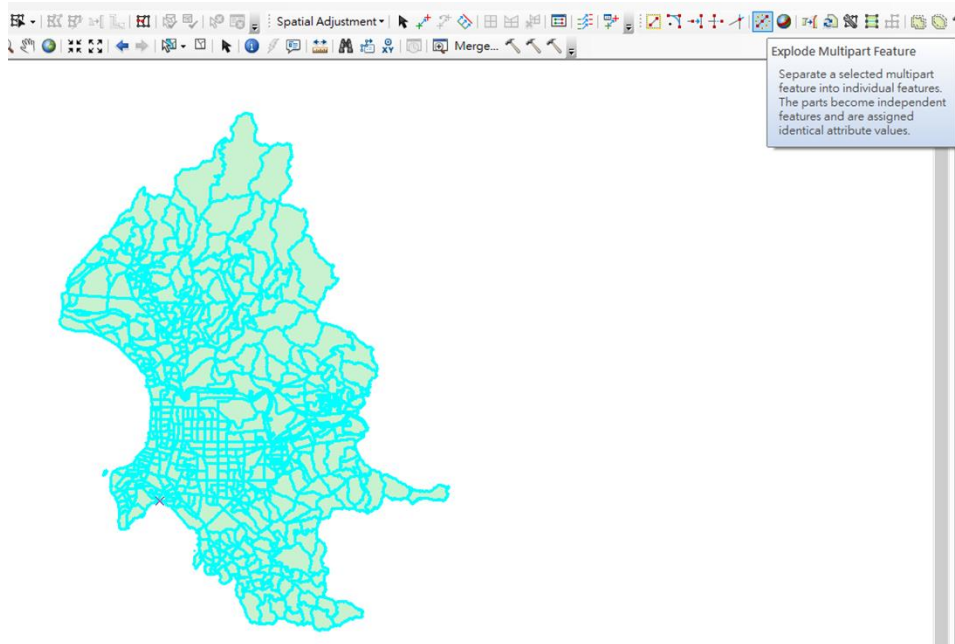 Spatial Adjustment
Merge...
Explode Multipart Feature
Separate a selected multipart
feature into individual features.
The parts become independent
features and are assigned
identical attribute values.